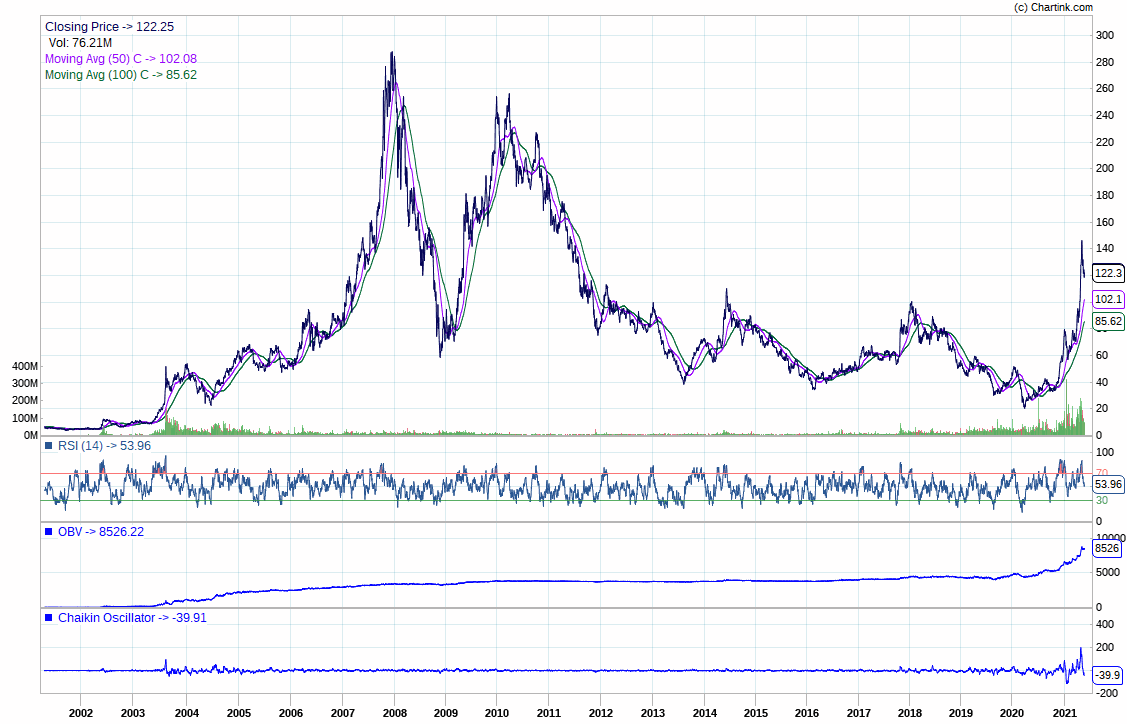 (c) Chartink.com
Closing Price -> 122.25
Vol: 76.21M
Moving Avg (50) C -> 102.08
Moving Avg (100) C -> 85.62
300
280
260
240
220
200
180
160
140
122.3
102.1
85.62
60
40
20
0
400M
300M
200M
100M
0M
RSI (14) -> 53.96
100
70
53.96
30
0
OBV -> 8526.22
10000
8526
5000
0
Chaikin Oscillator -> -39.91
400
200
-39.9
-200
2002 2003 2004 2005 2006 2007 2008 2009 2010 2011 2012 2013 2014 2015 2016 2017 2018 2019 2020 2021